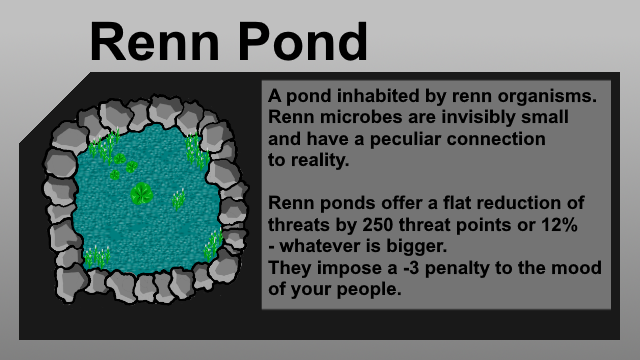 Renn Pond
A pond inhabited by renn organisms.
Renn microbes are invisibly small
and have a peculiar connection
to reality.
Renn ponds offer a flat reduction of
threats by 250 threat points or 12%
- whatever is bigger.
They impose a -3 penalty to the mood
of your people.